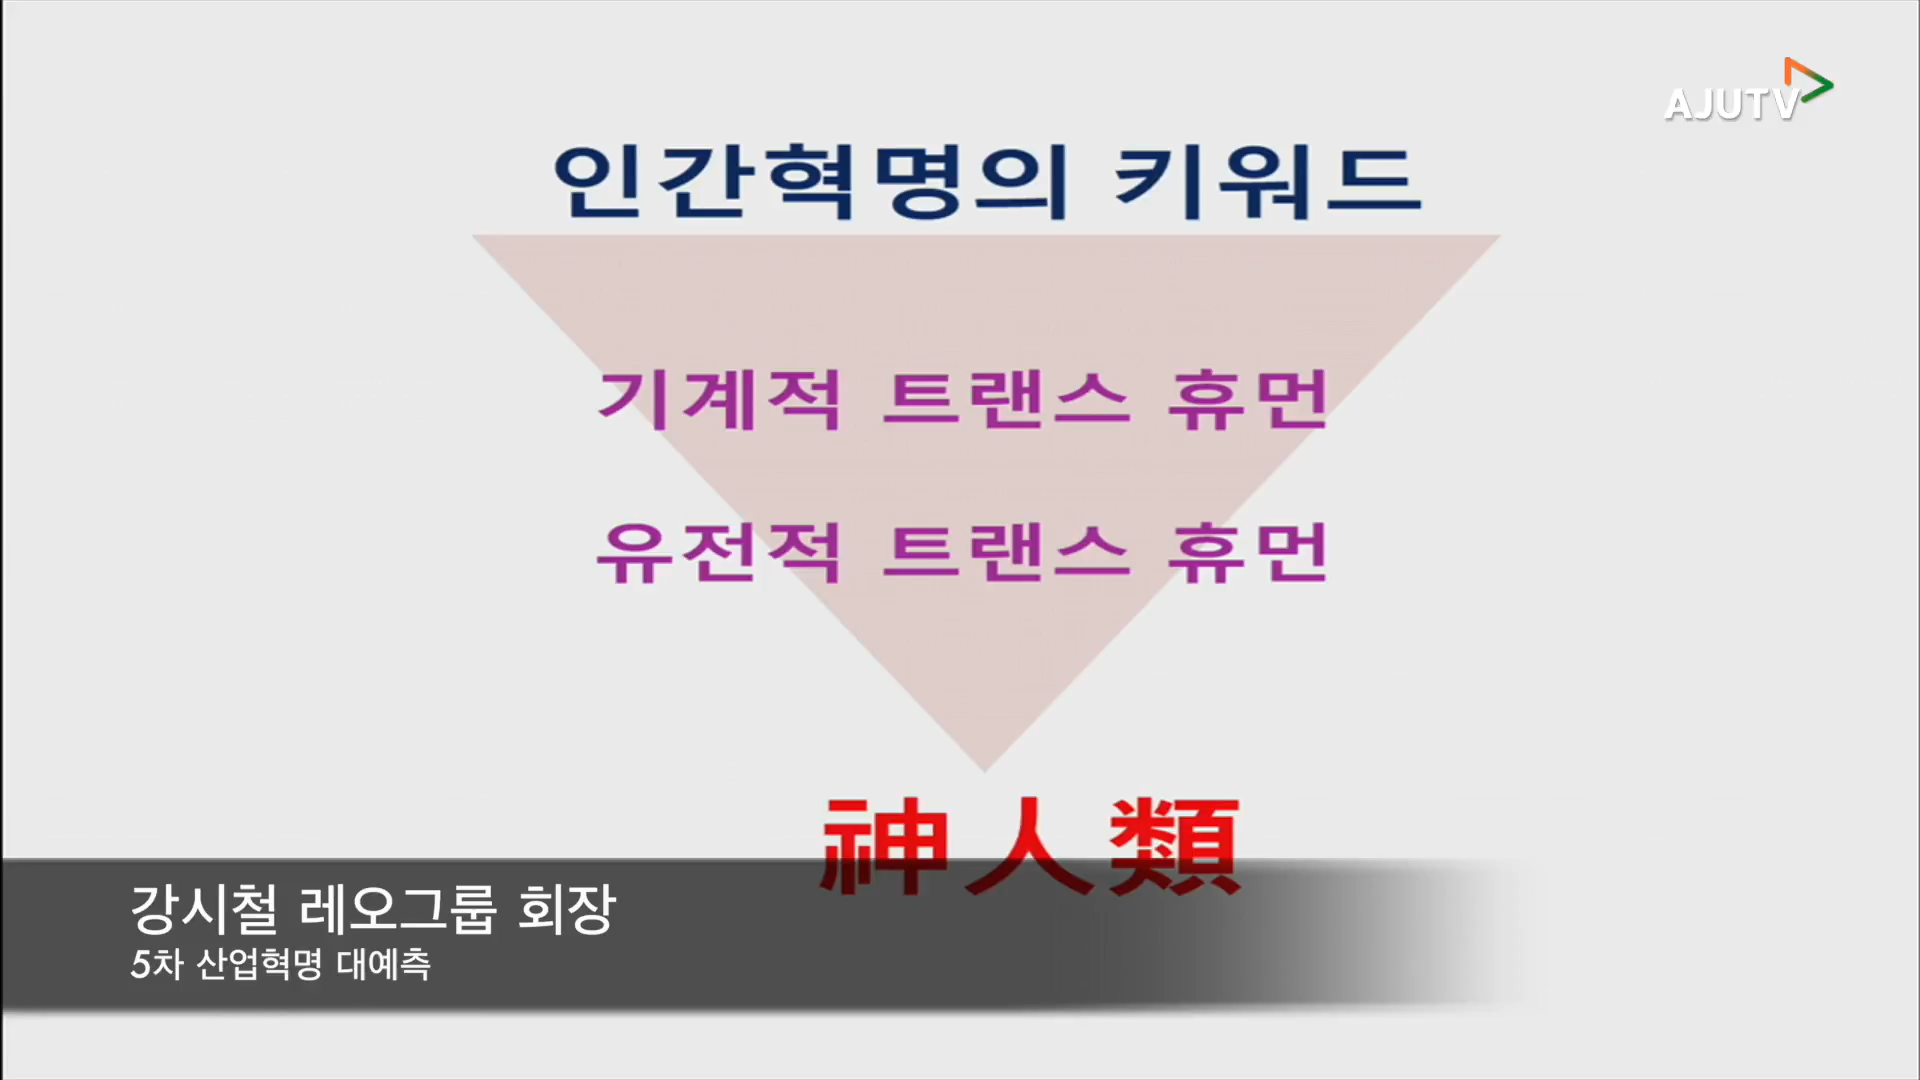 AJUTV
인간혁명의 키워드
기계적 트랜스 휴먼
유전적 트랜스 휴먼
神人類
강시철 레오그룹 회장
5차 산업혁명 대예측